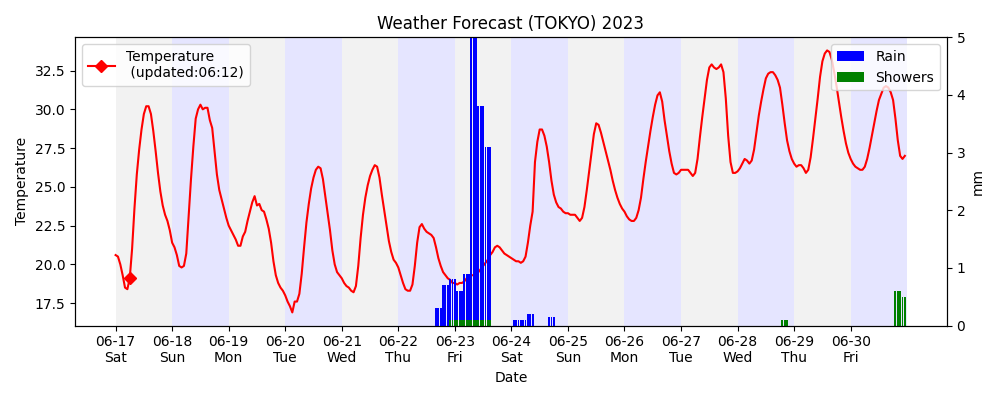 Weather Forecast (TOKYO) 2023
Temperature
(updated:06:12)
Rain
Showers
Temperature
32.5
30.0
27.5
25.0
22.5
20.0
17.5
5
4
3
2
1
0
mm
06-17 06-18 06-19 06-20 06-21 06-22 06-23 06-24 06-25 06-26 06-27 06-28 06-29 06-30
Sat Sun Mon Tue Wed Thu Fri Sat Sun Mon Tue Wed Thu Fri
Date